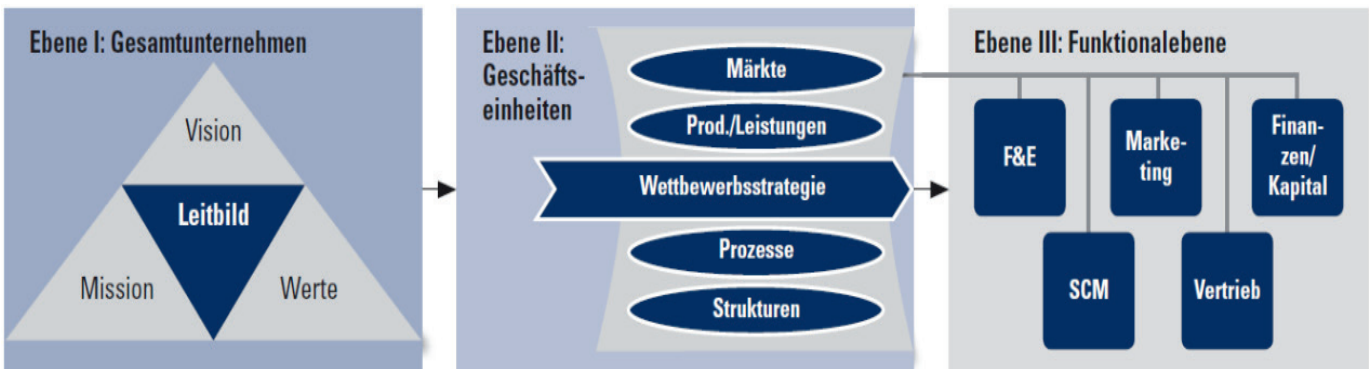 Ebene I: Gesamtunternehmen
Vision
Leitbild
Mission
Werte
Ebene II:
Geschäfts-
einheiten
Märkte
Prod./Leistungen
Wettbewerbsstrategie
Prozesse
Strukturen
Ebene III: Funktionalebene
F&E
Marke-
ting
Finan-
zen/
Kapital
SCM
Vertrieb